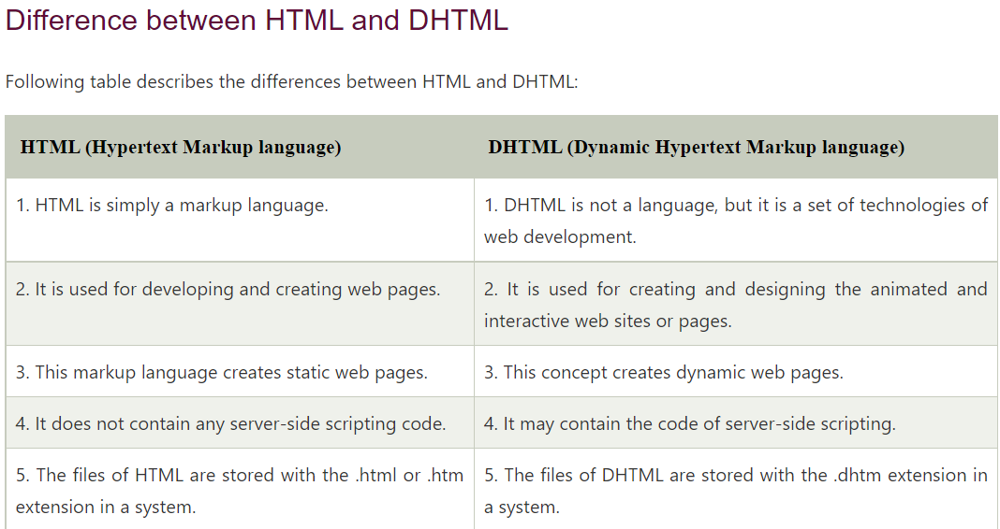 Difference between HTML and DHTML
Following table describes the differences between HTML and DHTML:
HTML (Hypertext Markup language)
DHTML (Dynamic Hypertext Markup language)
1. HTML is simply a markup language.
1. DHTML is not a language, but it is a set of technologies of
web development.
2. It is used for developing and creating web pages.
2. It is used for creating and designing the animated and
interactive web sites or pages.
3. This markup language creates static web pages.
3. This concept creates dynamic web pages.
4. It does not contain any server-side scripting code.
4. It may contain the code of server-side scripting.
5. The files of HTML are stored with the .html or .htm
extension in a system.
5. The files of DHTML are stored with the .dhtm extension in
a system.